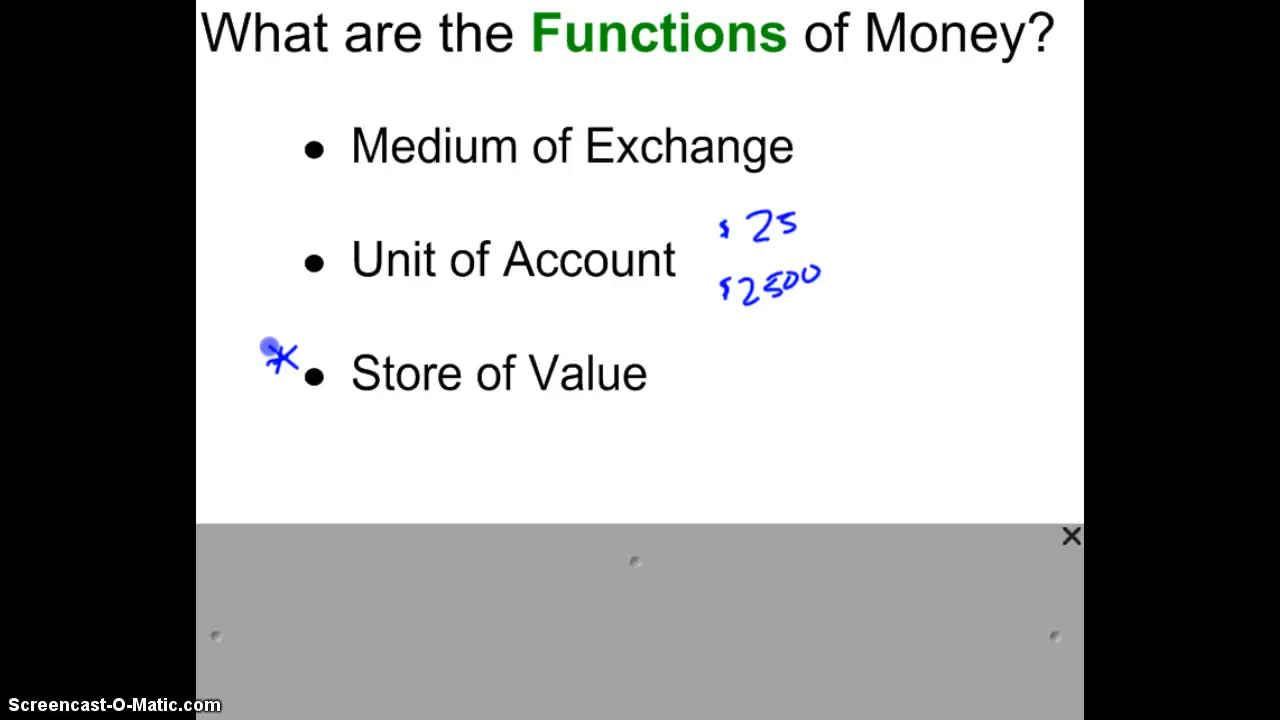 What are the Functions of Money?
• Medium of Exchange
$ 25
• Unit of Account
$2500
* • Store of Value
Screencast-O-Matic.com